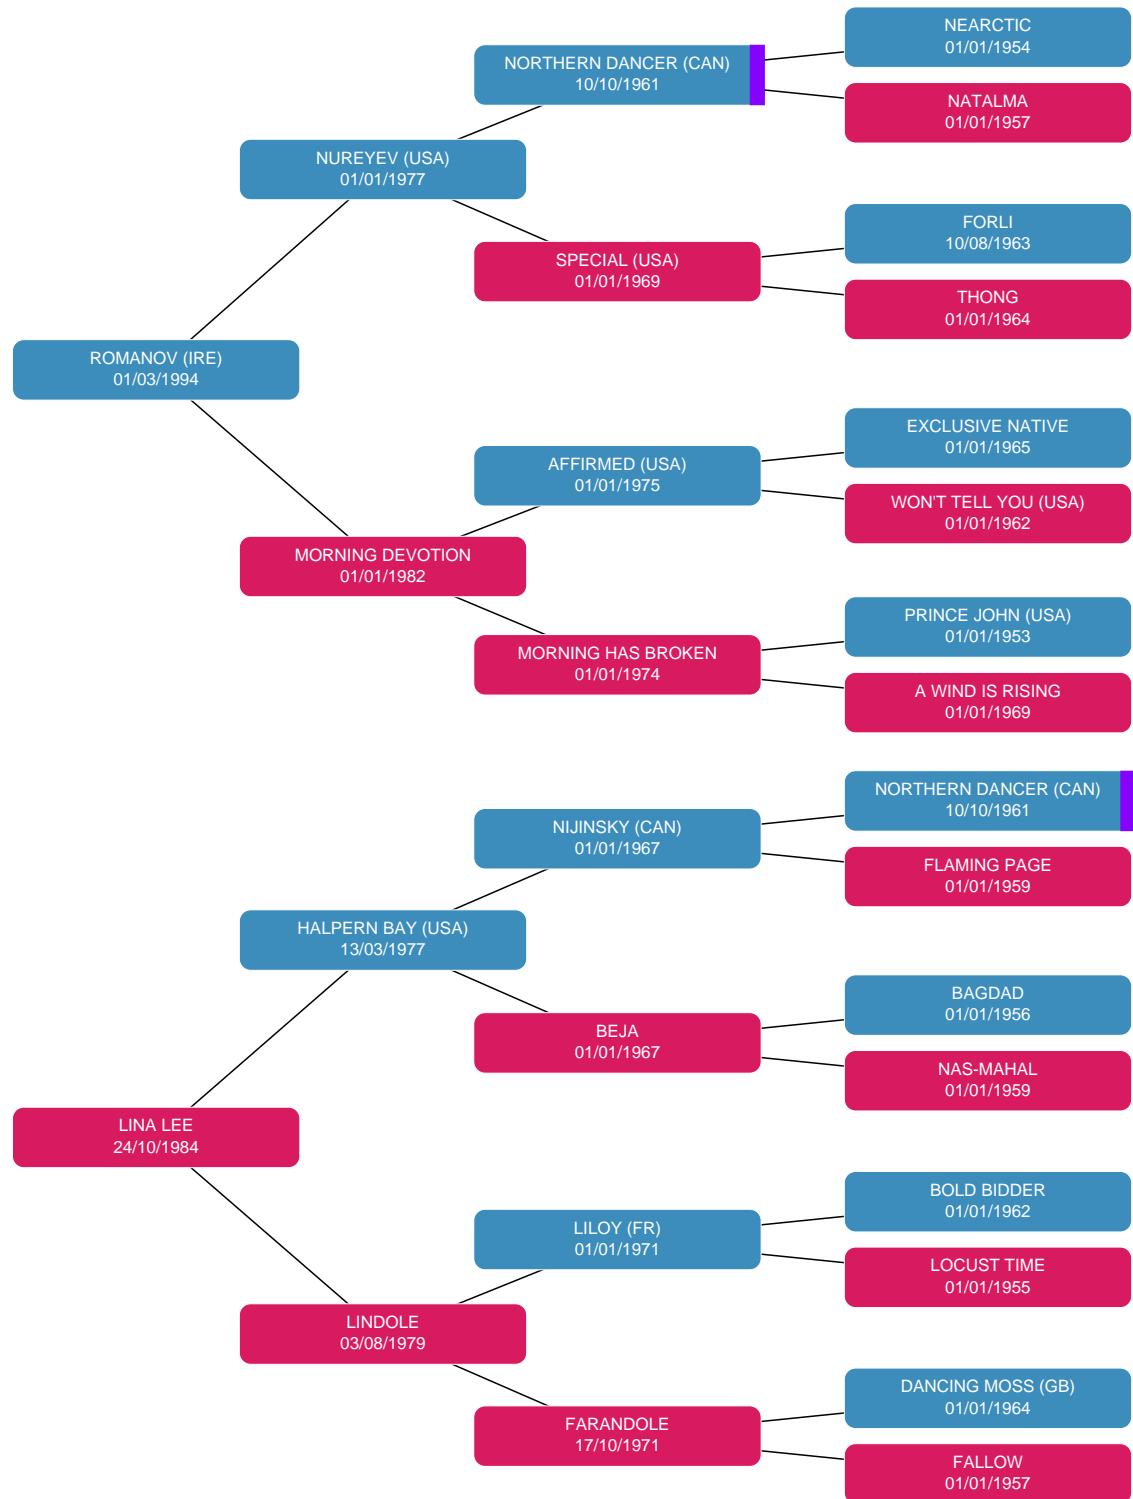 NEARCTIC
01/01/1954
NORTHERN DANCER (CAN)
10/10/1961
NATALMA
01/01/1957
NUREYEV (USA)
01/01/1977
FORLI
10/08/1963
SPECIAL (USA)
01/01/1969
THONG
01/01/1964
ROMANOV (IRE)
01/03/1994
EXCLUSIVE NATIVE
01/01/1965
AFFIRMED (USA)
01/01/1975
WON'T TELL YOU (USA)
01/01/1962
MORNING DEVOTION
01/01/1982
PRINCE JOHN (USA)
01/01/1953
MORNING HAS BROKEN
01/01/1974
A WIND IS RISING
01/01/1969
NORTHERN DANCER (CAN)
10/10/1961
NIJINSKY (CAN)
01/01/1967
FLAMING PAGE
01/01/1959
HALPERN BAY (USA)
13/03/1977
BAGDAD
01/01/1956
BEJA
01/01/1967
NAS-MAHAL
01/01/1959
LINA LEE
24/10/1984
BOLD BIDDER
01/01/1962
LILOY (FR)
01/01/1971
LOCUST TIME
01/01/1955
LINDOLE
03/08/1979
DANCING MOSS (GB)
01/01/1964
FARANDOLE
17/10/1971
FALLOW
01/01/1957